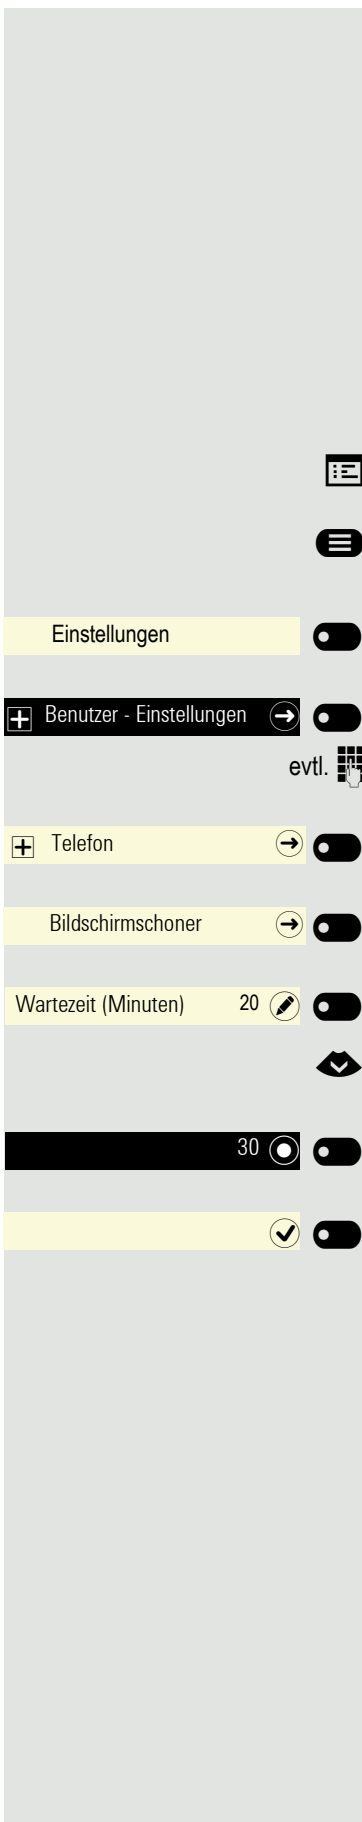 Einstellungen
Benutzer - Einstellungen
evtl.
Telefon
Bildschirmschoner
Wartezeit (Minuten) 20
30